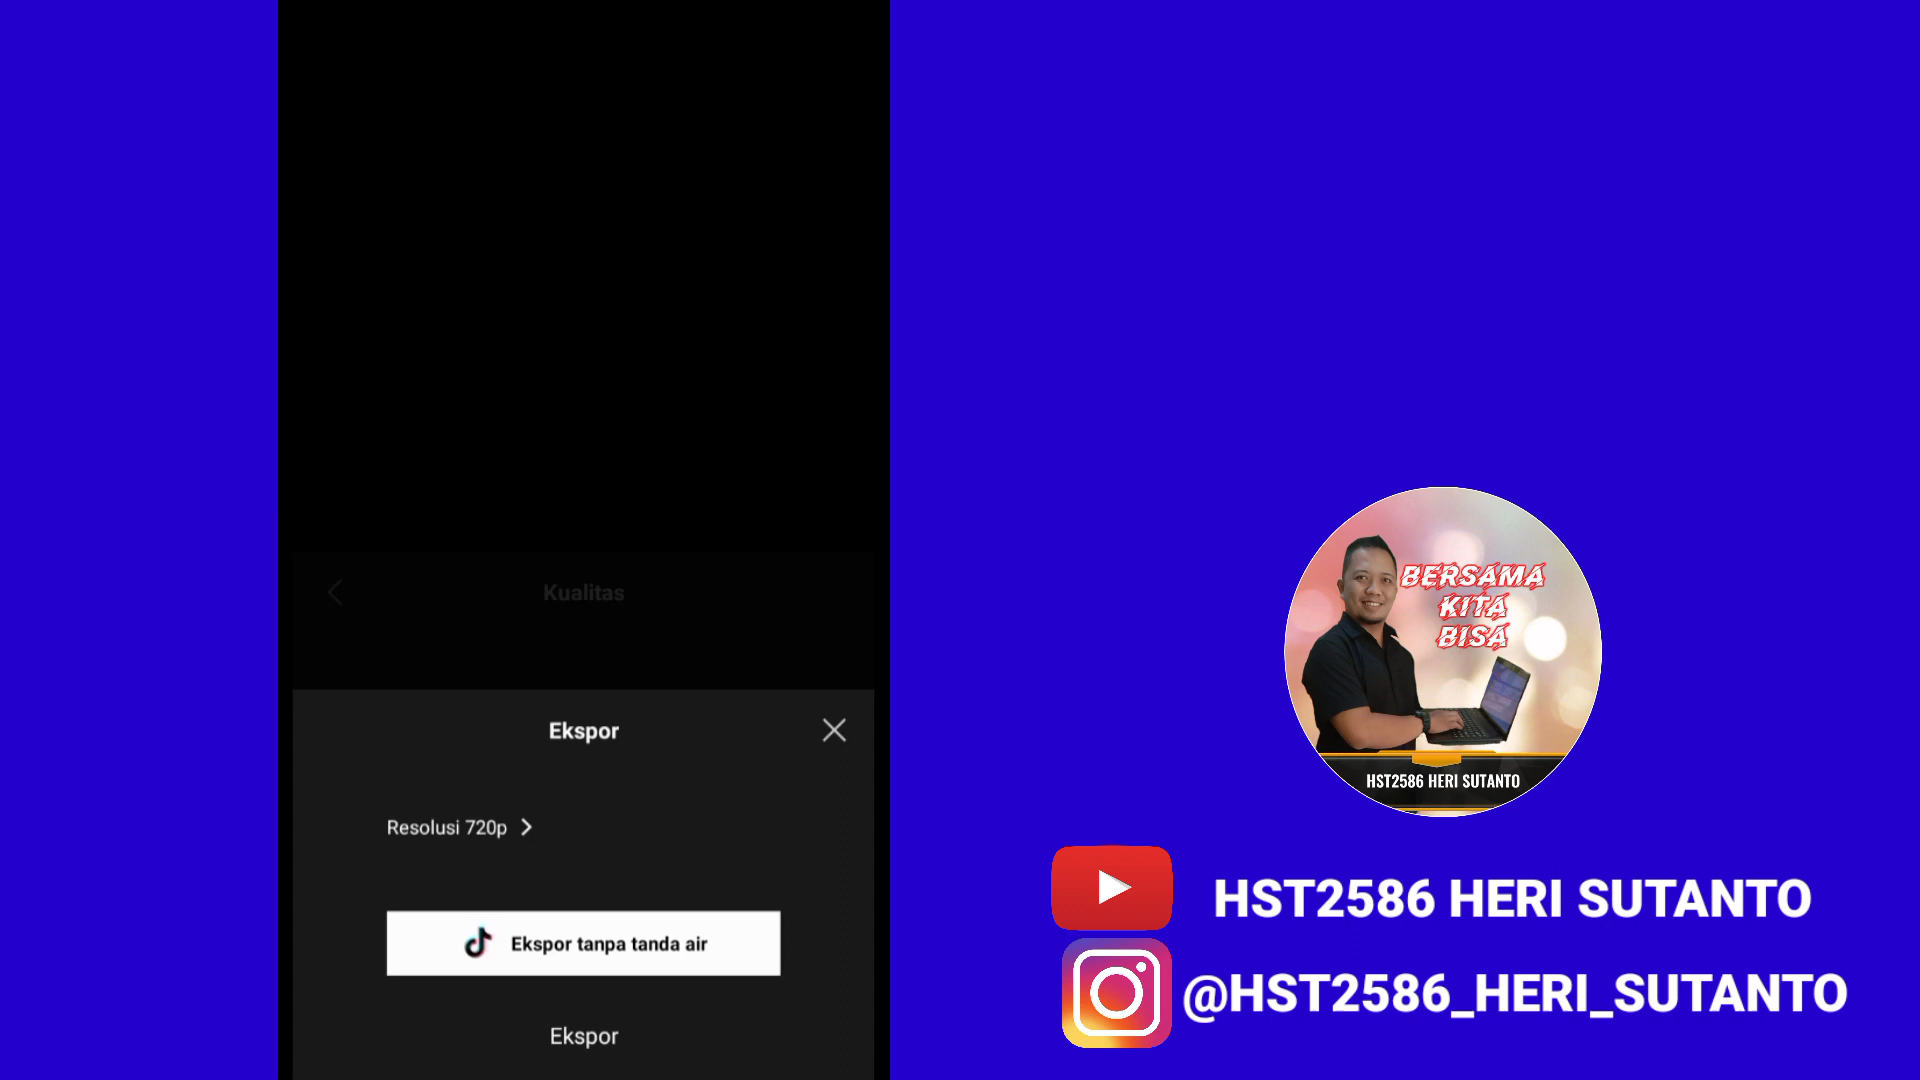 Kualitas
Ekspor
Resolusi 720p
Ekspor tanpa tanda air
Ekspor
BERSAMA
KITA
BISA
HST2586 HERI SUTANTO
HST2586 HERI SUTANTO
@HST2586_HERI_SUTANTO